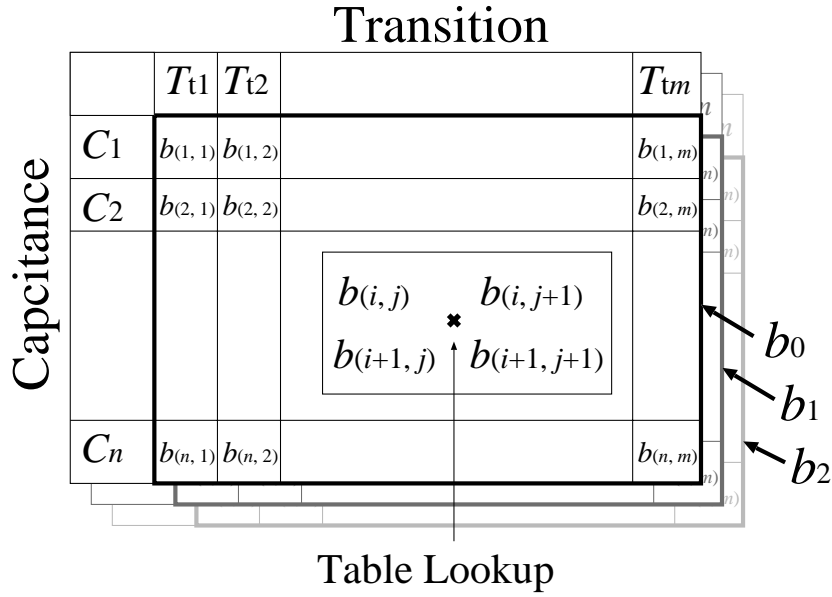 Transition
Tt1 Tt2 Ttm
n
n
C1 b(1, 1) b(1, 2) b(1, m)
m)
m)
C2 b(2, 1) b(2, 2) b(2, m)
m)
m)
Capcitance
b(i, j) b(i, j+1)
b(i+1, j) b(i+1, j+1)
b0
b1
b2
Cn b(n, 1) b(n, 2) b(n, m)
m)
m)
Table Lookup